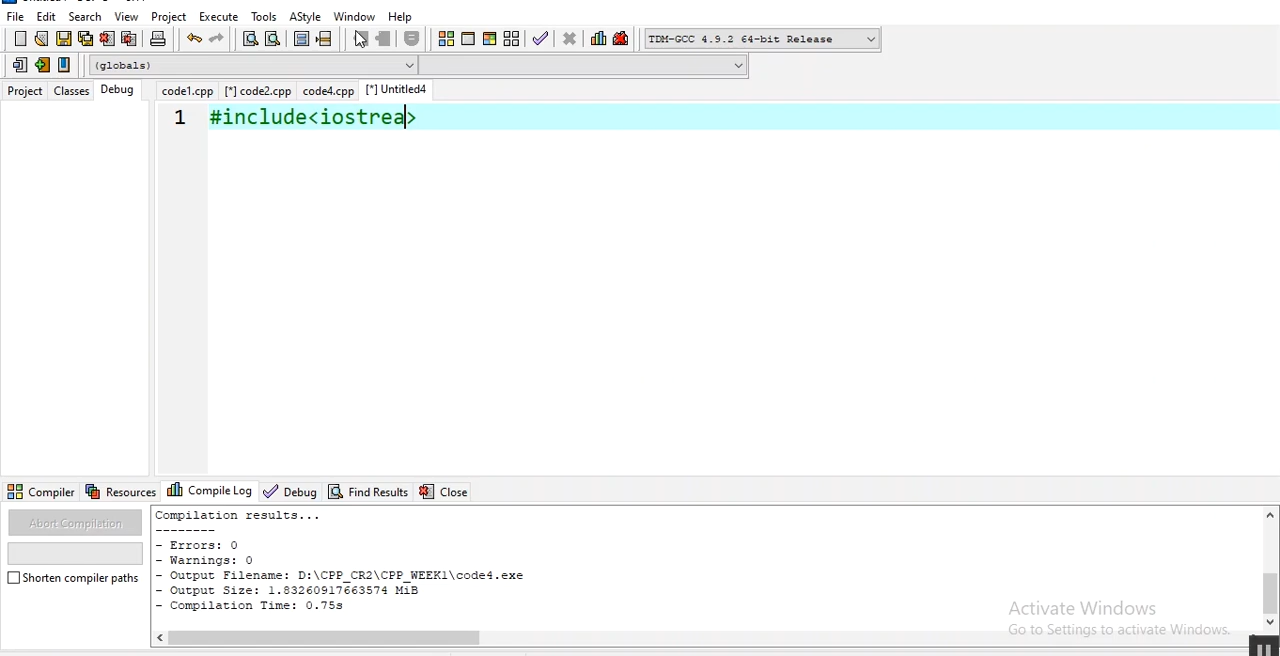 File Edit Search View Project Execute Tools AStyle Window Help
TDM-GCC 4.9.2 64-bit Release
(globals)
Project Classes Debug code1.cpp [*] code2.cpp code4.cpp [*] Untitled4
1 #include<iostrea>
Compiler Resources Compile Log Debug Find Results Close
Abort Compilation
Shorten compiler paths
Compilation results...
--------
- Errors: 0
- Warnings: 0
- Output Filename: D:\CPP_CR2\CPP_WEEK1\code4.exe
- Output Size: 1.83260917663574 MiB
- Compilation Time: 0.75s
Activate Windows
Go to Settings to activate Windows.